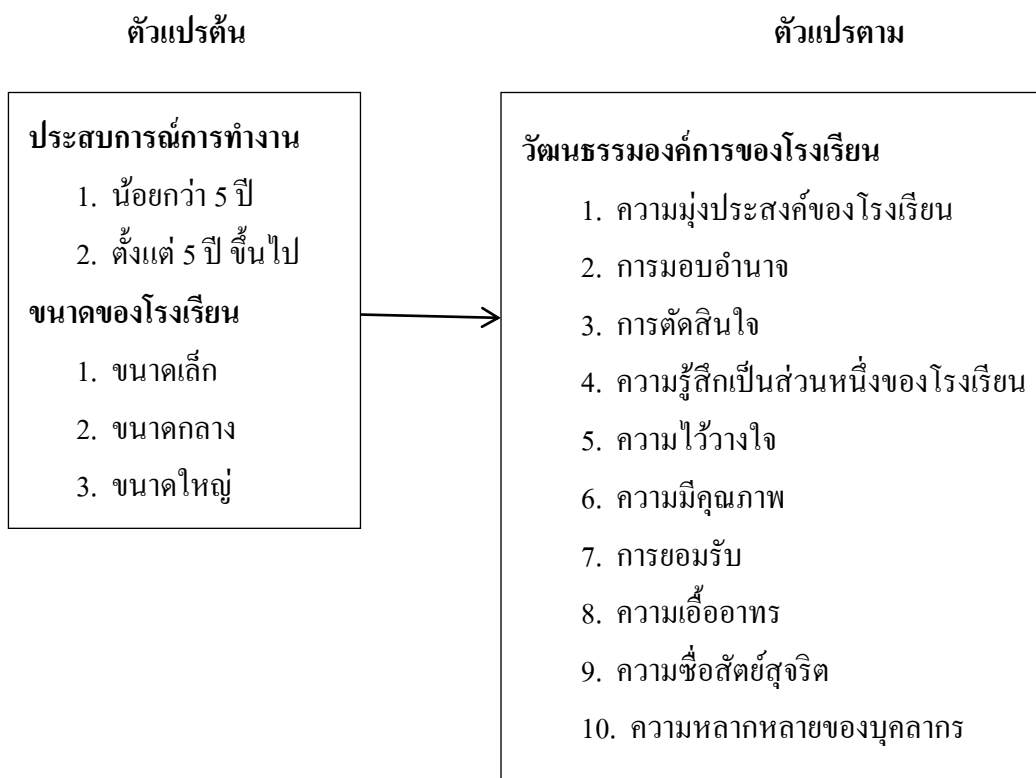 ตัวแปรต้น
ตัวแปรตาม
ประสบการณ์การทำงาน
1. น้อยกว่า 5 ปี
2. ตั้งแต่ 5 ปี ขึ้นไป
ขนาดของโรงเรียน
1. ขนาดเล็ก
2. ขนาดกลาง
3. ขนาดใหญ่
วัฒนธรรมองค์การของโรงเรียน
1. ความมุ่งประสงค์ของโรงเรียน
2. การมอบอำนาจ
3. การตัดสินใจ
4. ความรู้สึกเป็นส่วนหนึ่งของโรงเรียน
5. ความไว้วางใจ
6. ความมีคุณภาพ
7. การยอมรับ
8. ความเอื้ออาทร
9. ความซื่อสัตย์สุจริต
10. ความหลากหลายของบุคลากร